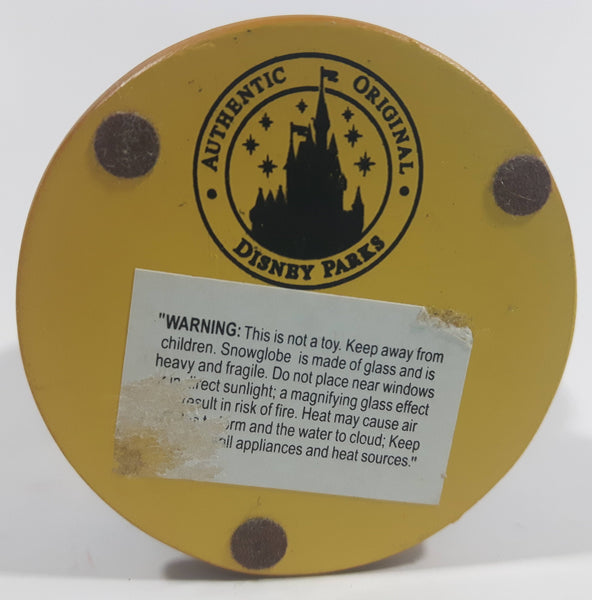 AUTHENTIC ORIGINAL
DISNEY PARKS
"WARNING: This is not a toy. Keep away from
children. Snowglobe is made of glass and is
heavy and fragile. Do not place near windows
direct sunlight; a magnifying glass effect
result in risk of fire. Heat may cause air
form and the water to cloud; Keep
appliances and heat sources."